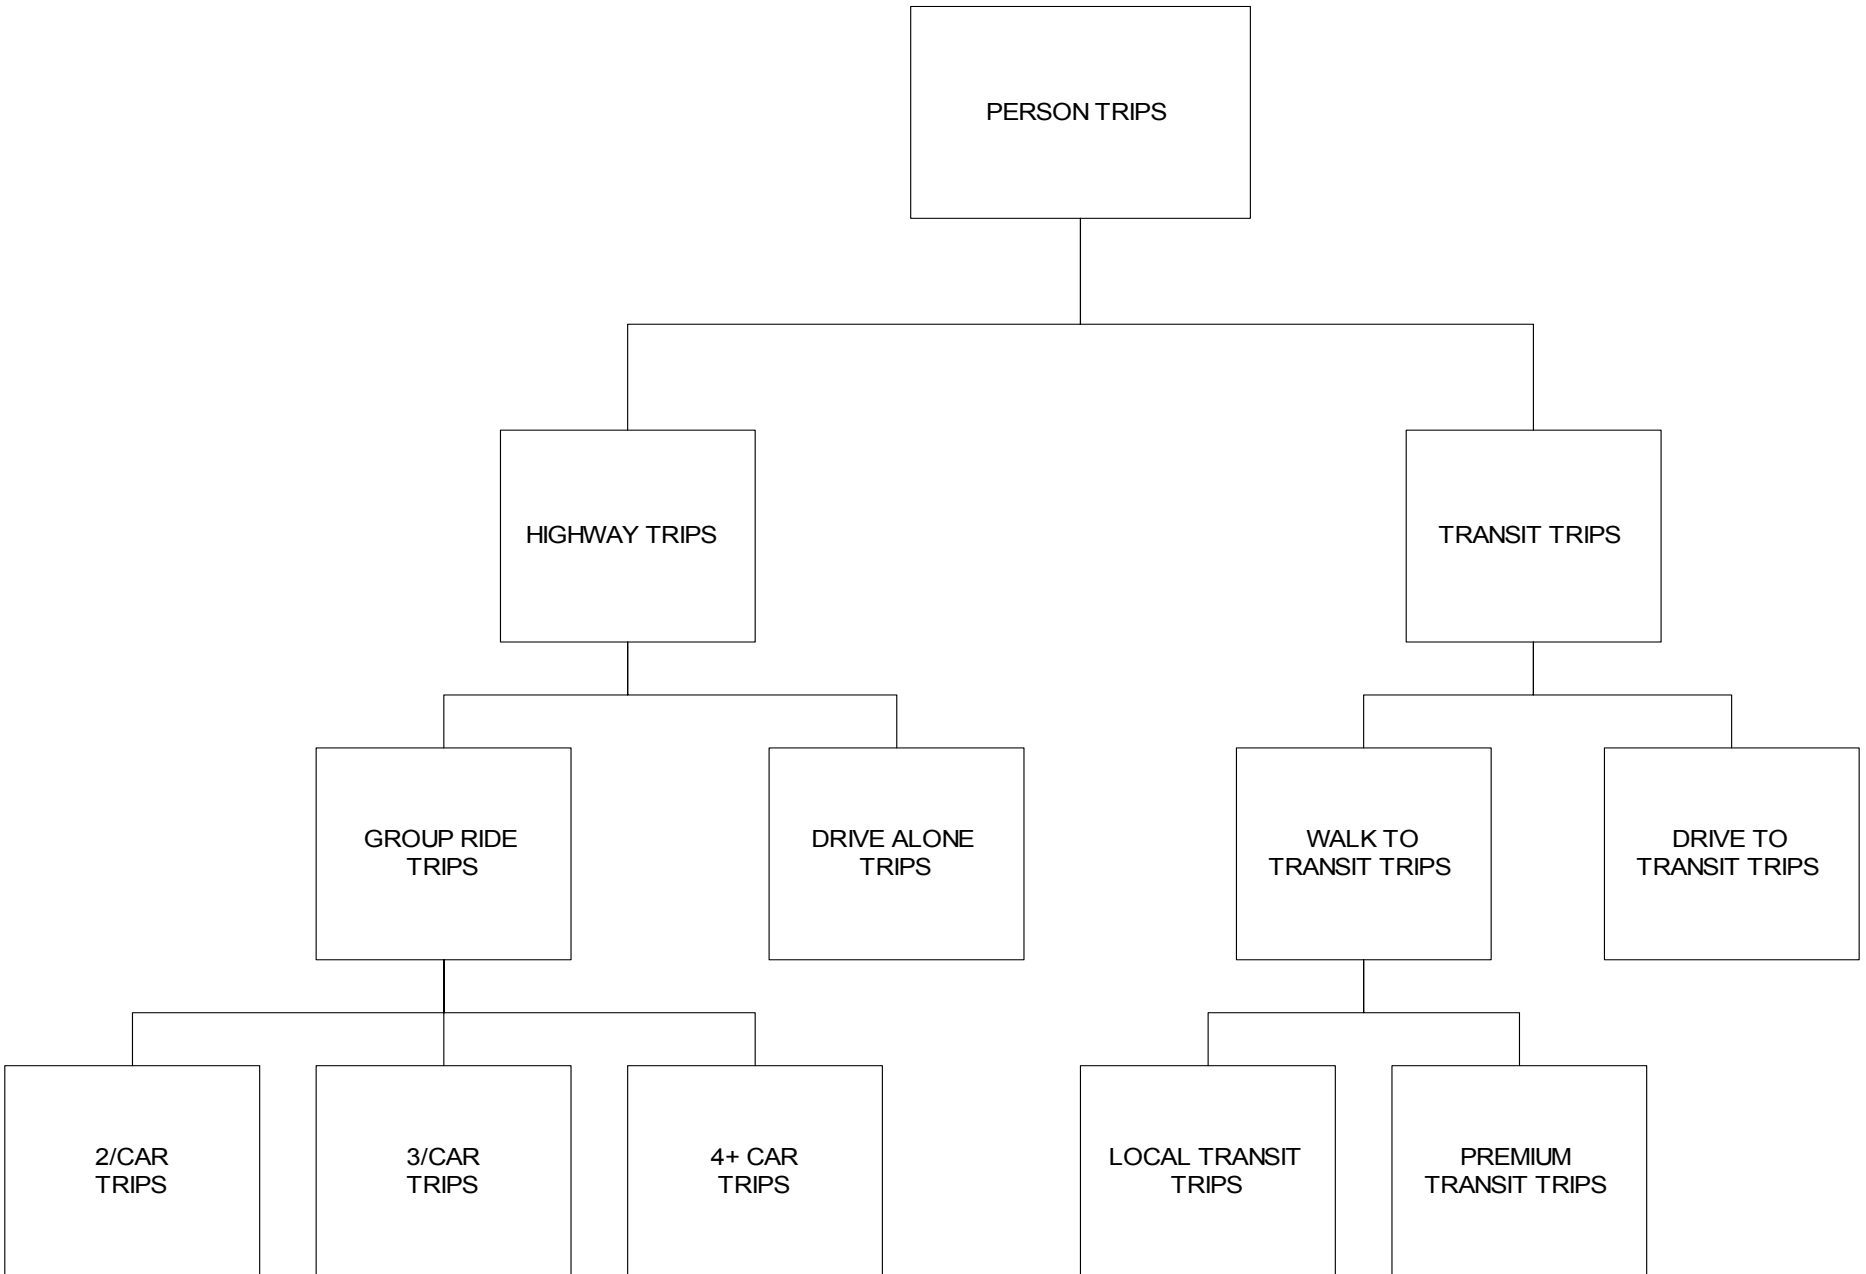 PERSON TRIPS
HIGHWAY TRIPS
TRANSIT TRIPS
GROUP RIDE
TRIPS
DRIVE ALONE
TRIPS
WALK TO
TRANSIT TRIPS
DRIVE TO
TRANSIT TRIPS
2/CAR
TRIPS
3/CAR
TRIPS
4+ CAR
TRIPS
LOCAL TRANSIT
TRIPS
PREMIUM
TRANSIT TRIPS